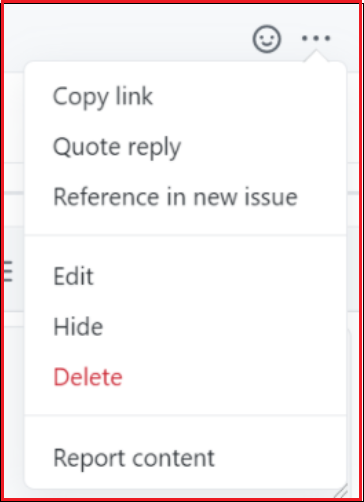 Copy link
Quote reply
Reference in new issue
Edit
Hide
Delete
Report content